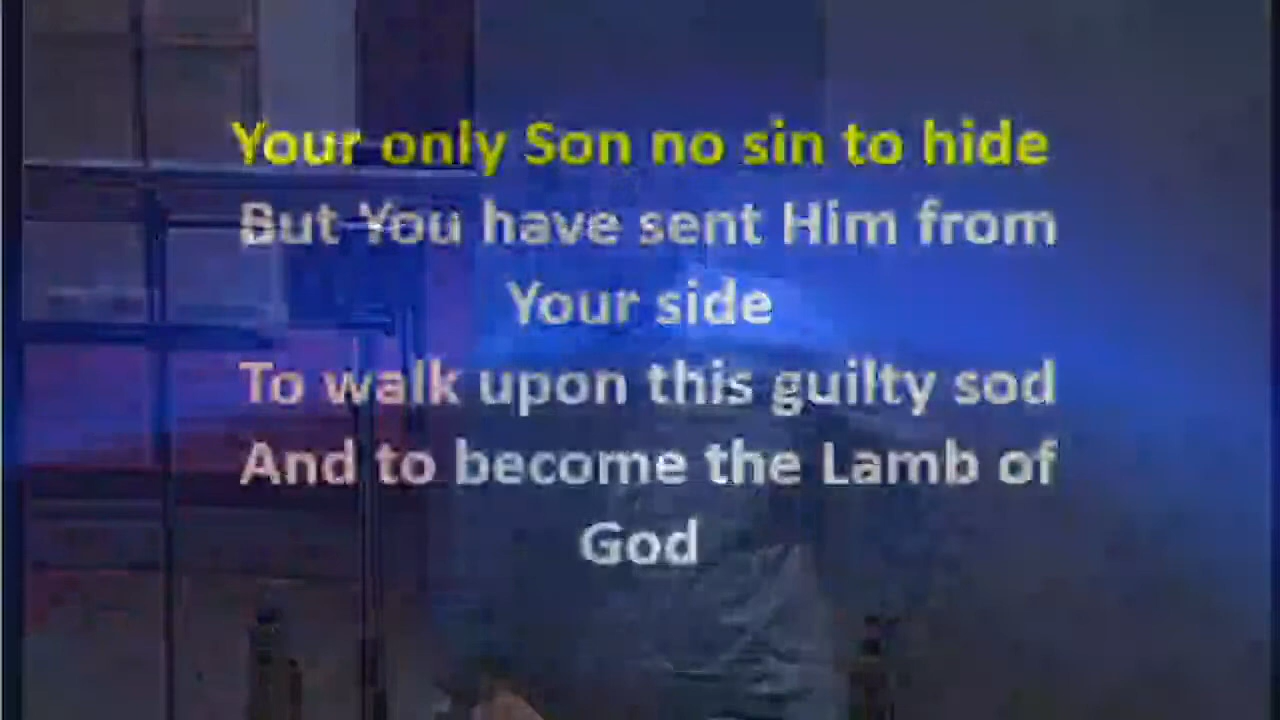 Your only Son no sin to hide
But You have sent Him from
Your side
To walk upon this guilty sod
And to become the Lamb of
God